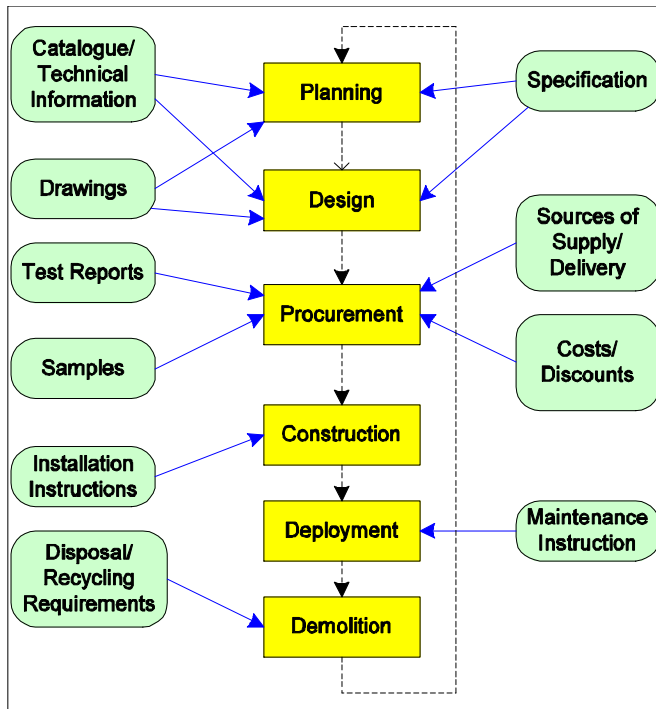 Catalogue/
Technical
Information
Planning
Specification
Drawings
Design
Sources of
Supply/
Delivery
Test Reports
Procurement
Samples
Costs/
Discounts
Construction
Installation
Instructions
Deployment
Maintenance
Instruction
Disposal/
Recycling
Requirements
Demolition